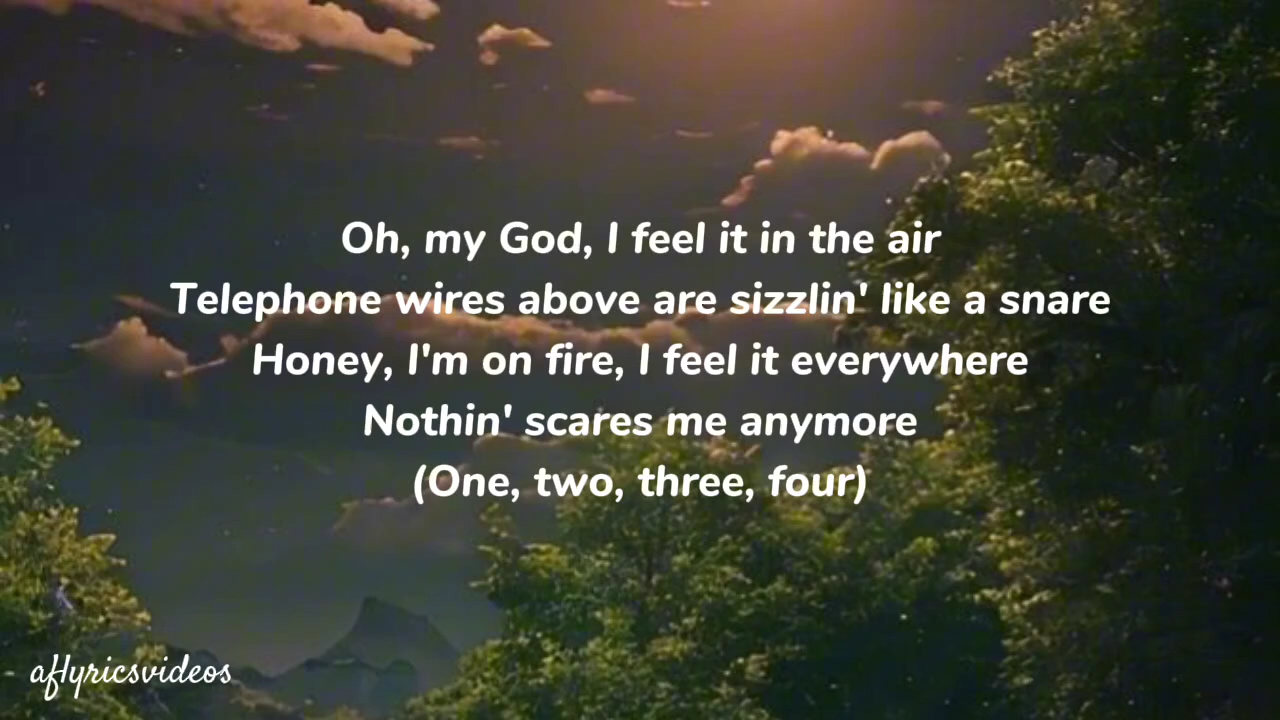 Oh, my God, I feel it in the air
Telephone wires above are sizzlin' like a snare
Honey, I'm on fire, I feel it everywhere
Nothin' scares me anymore
(One, two, three, four)
aflyricsvideos